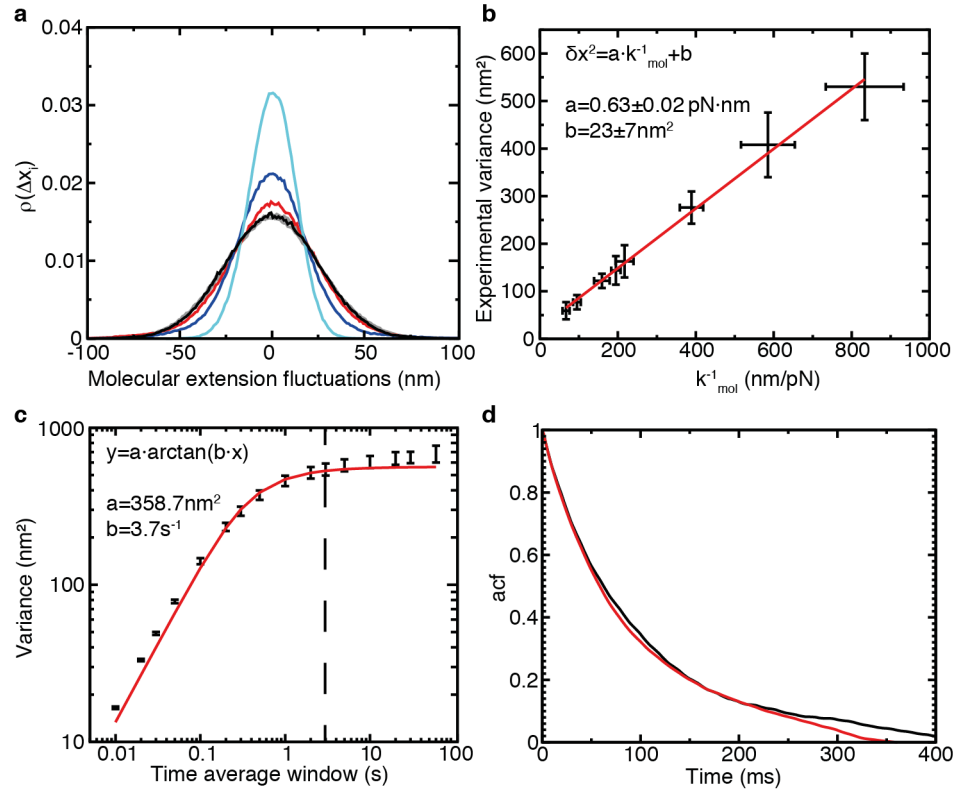 a
0.04
0.03
0.02
0.01
0
ρ(Δxᵢ)
-100 -50 0 50 100
Molecular extension fluctuations (nm)
b
600
500
400
300
200
100
0
Experimental variance (nm²)
δx²=a·k⁻¹mol+b
a=0.63±0.02 pN·nm
b=23±7nm²
0 200 400 600 800 1000
k⁻¹mol (nm/pN)
c
1000
100
10
Variance (nm²)
y=a·arctan(b·x)
a=358.7nm²
b=3.7s⁻¹
0.01 0.1 1 10 100
Time average window (s)
d
1
0.8
0.6
0.4
0.2
0
acf
0 100 200 300 400
Time (ms)